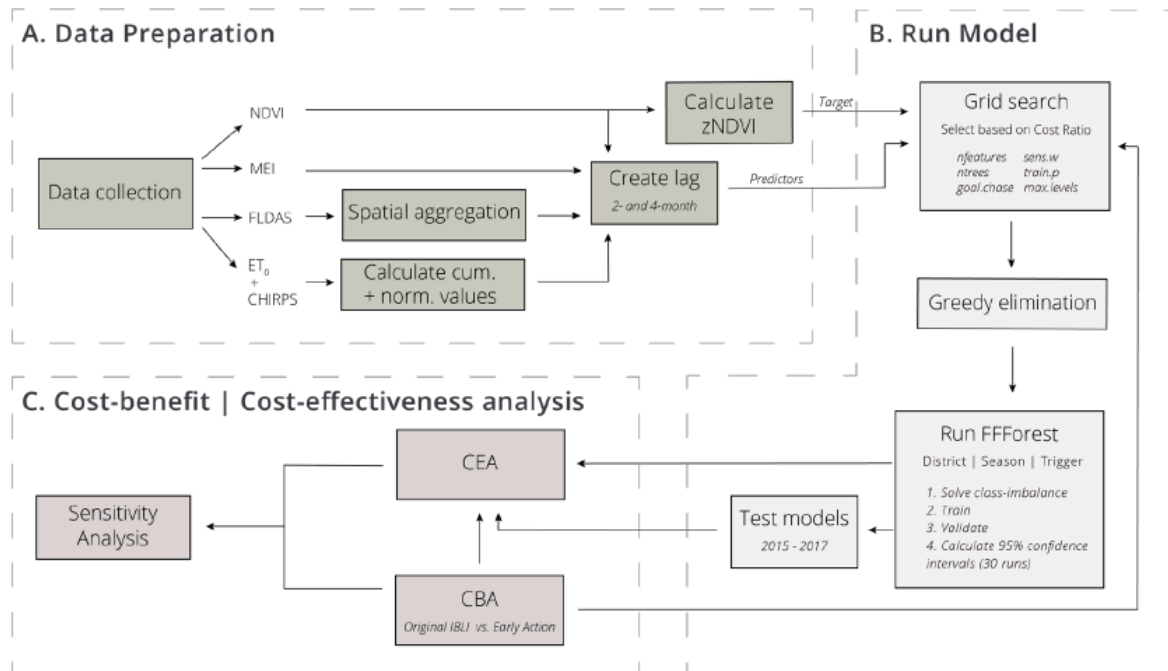 A. Data Preparation
Data collection
NDVI
MEI
FLDAS
ET₀
+
CHIRPS
Spatial aggregation
Calculate cum.
+ norm. values
Create lag
2- and 4-month
Calculate
zNDVI
Target
Predictors
B. Run Model
Grid search
Select based on Cost Ratio
nfeatures sens.w
ntrees train.p
goal.chase max.levels
Greedy elimination
Run FFForest
District | Season | Trigger
1. Solve class-imbalance
2. Train
3. Validate
4. Calculate 95% confidence
intervals (30 runs)
Test models
2015 - 2017
C. Cost-benefit | Cost-effectiveness analysis
CEA
CBA
Original IBLI vs. Early Action
Sensitivity
Analysis